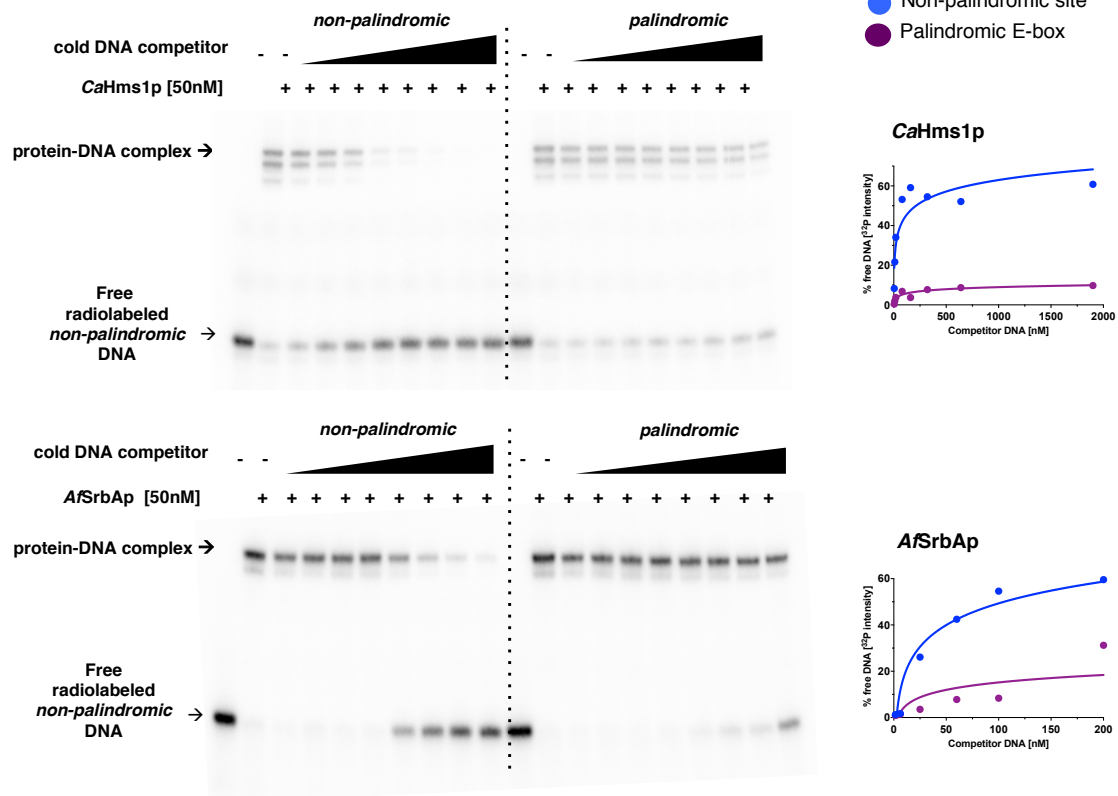 non-palindromic palindromic
cold DNA competitor - - - -
CaHms1p [50nM] + + + + + + + + + + + + + + + + + +
protein-DNA complex →
Free
radiolabeled
non-palindromic →
DNA
Non-palindromic site
Palindromic E-box
CaHms1p
% free DNA [³²P intensity]
60
40
20
0
0 500 1000 1500 2000
Competitor DNA [nM]
non-palindromic palindromic
cold DNA competitor - - - -
AfSrbAp [50nM] + + + + + + + + + + + + + + + + + +
protein-DNA complex →
Free
radiolabeled
non-palindromic →
DNA
AfSrbAp
% free DNA [³²P intensity]
60
40
20
0
0 50 100 150 200
Competitor DNA [nM]